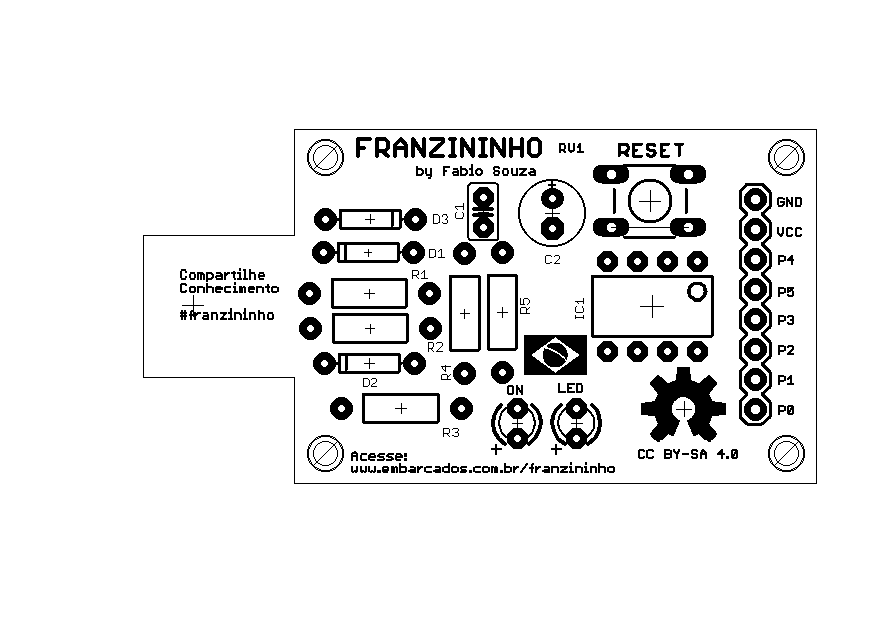 FRANZININHO RV1
by Fabio Souza
RESET
C1
C2
GND
VCC
P4
P5
P3
P2
P1
P0
D3
D1
R1
Compartilhe
Conhecimento
#franzininho
R2
D2
R3
R4
R5
IC1
ON
LED
+
+
+
CC BY-SA 4.0
Acesse:
www.embarcados.com.br/franzininho